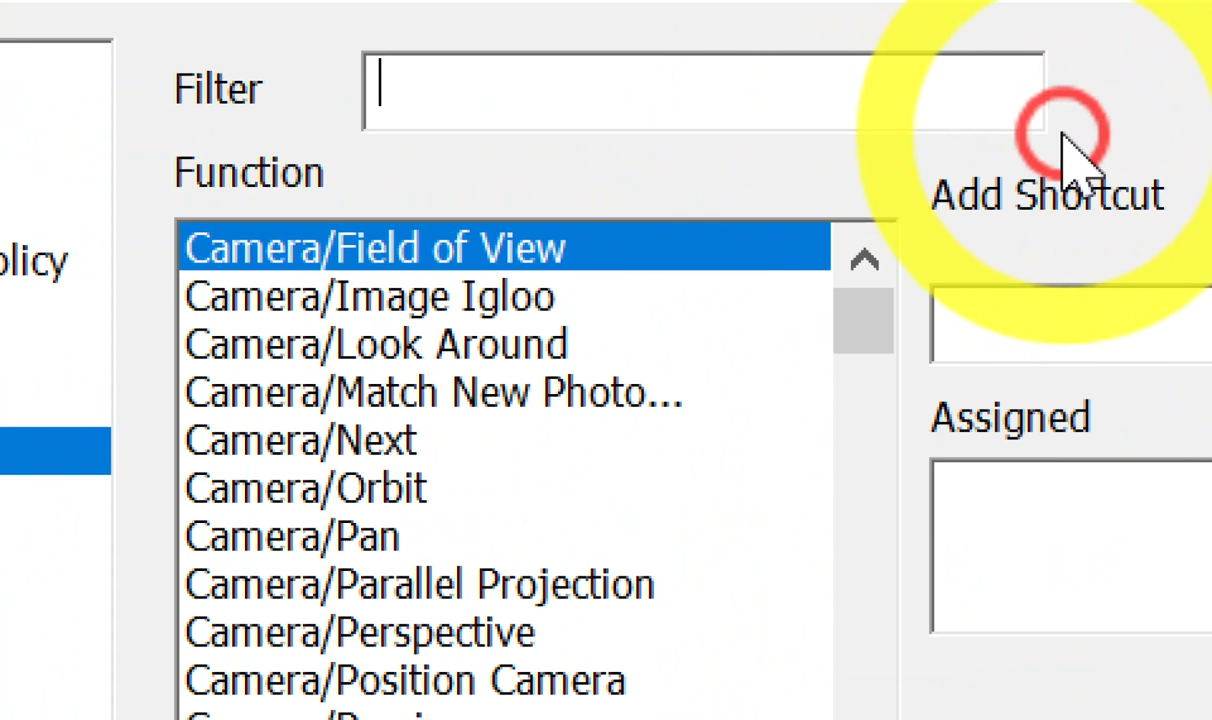 Filter
Function
Add Shortcut
olicy
Camera/Field of View
Camera/Image Igloo
Camera/Look Around
Camera/Match New Photo...
Camera/Next
Camera/Orbit
Camera/Pan
Camera/Parallel Projection
Camera/Perspective
Camera/Position Camera
Assigned